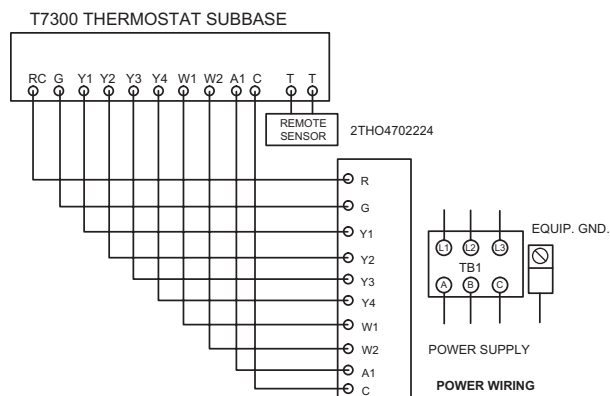 T7300 THERMOSTAT SUBBASE
RC G Y1 Y2 Y3 Y4 W1 W2 A1 C T T
REMOTE
SENSOR
2THO4702224
R
G
Y1
Y2
Y3
Y4
W1
W2
A1
C
EQUIP. GND.
L1 L2 L3
TB1
A B C
POWER SUPPLY
POWER WIRING